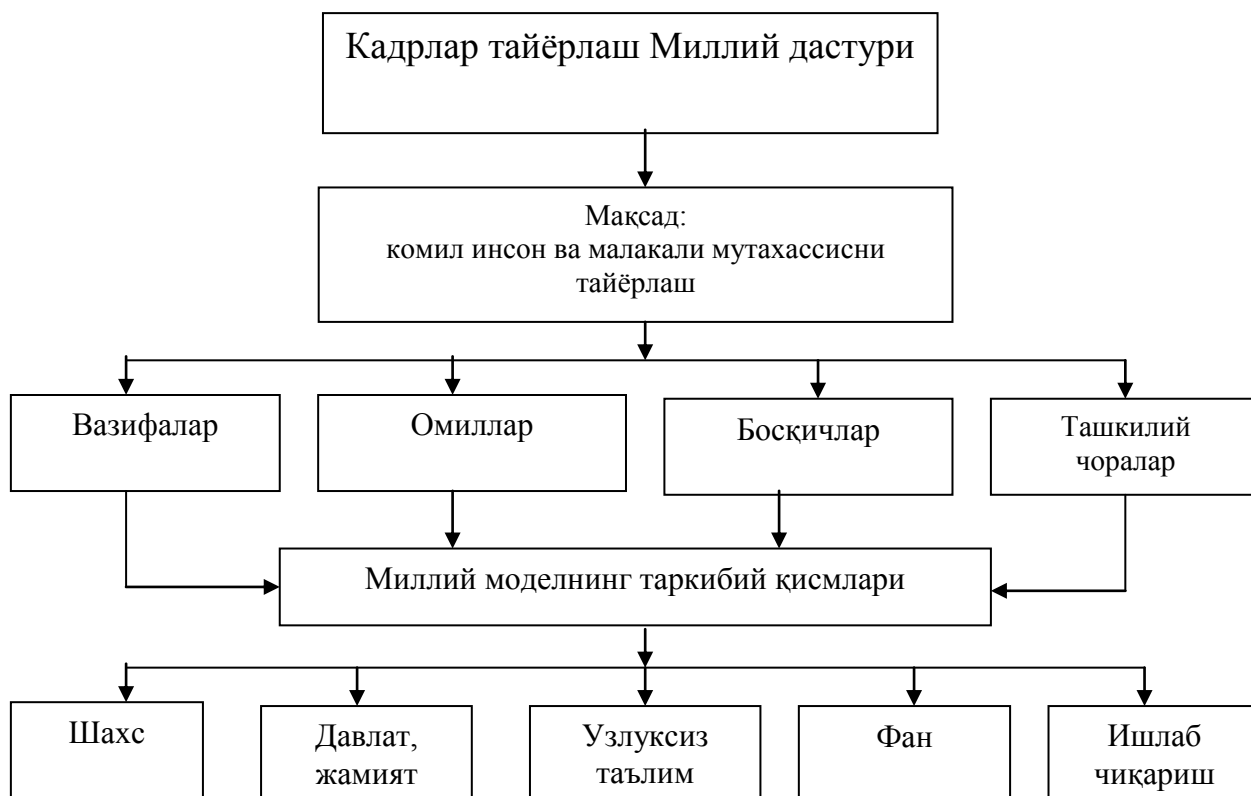 Кадрлар тайёрлаш Миллий дастури
Мақсад:
комил инсон ва малакали мутахассисни
тайёрлаш
Вазифалар
Омиллар
Босқичлар
Ташкилий
чоралар
Миллий моделнинг таркибий қисмлари
Шахс
Давлат,
жамият
Узлуксиз
таълим
Фан
Ишлаб
чиқариш